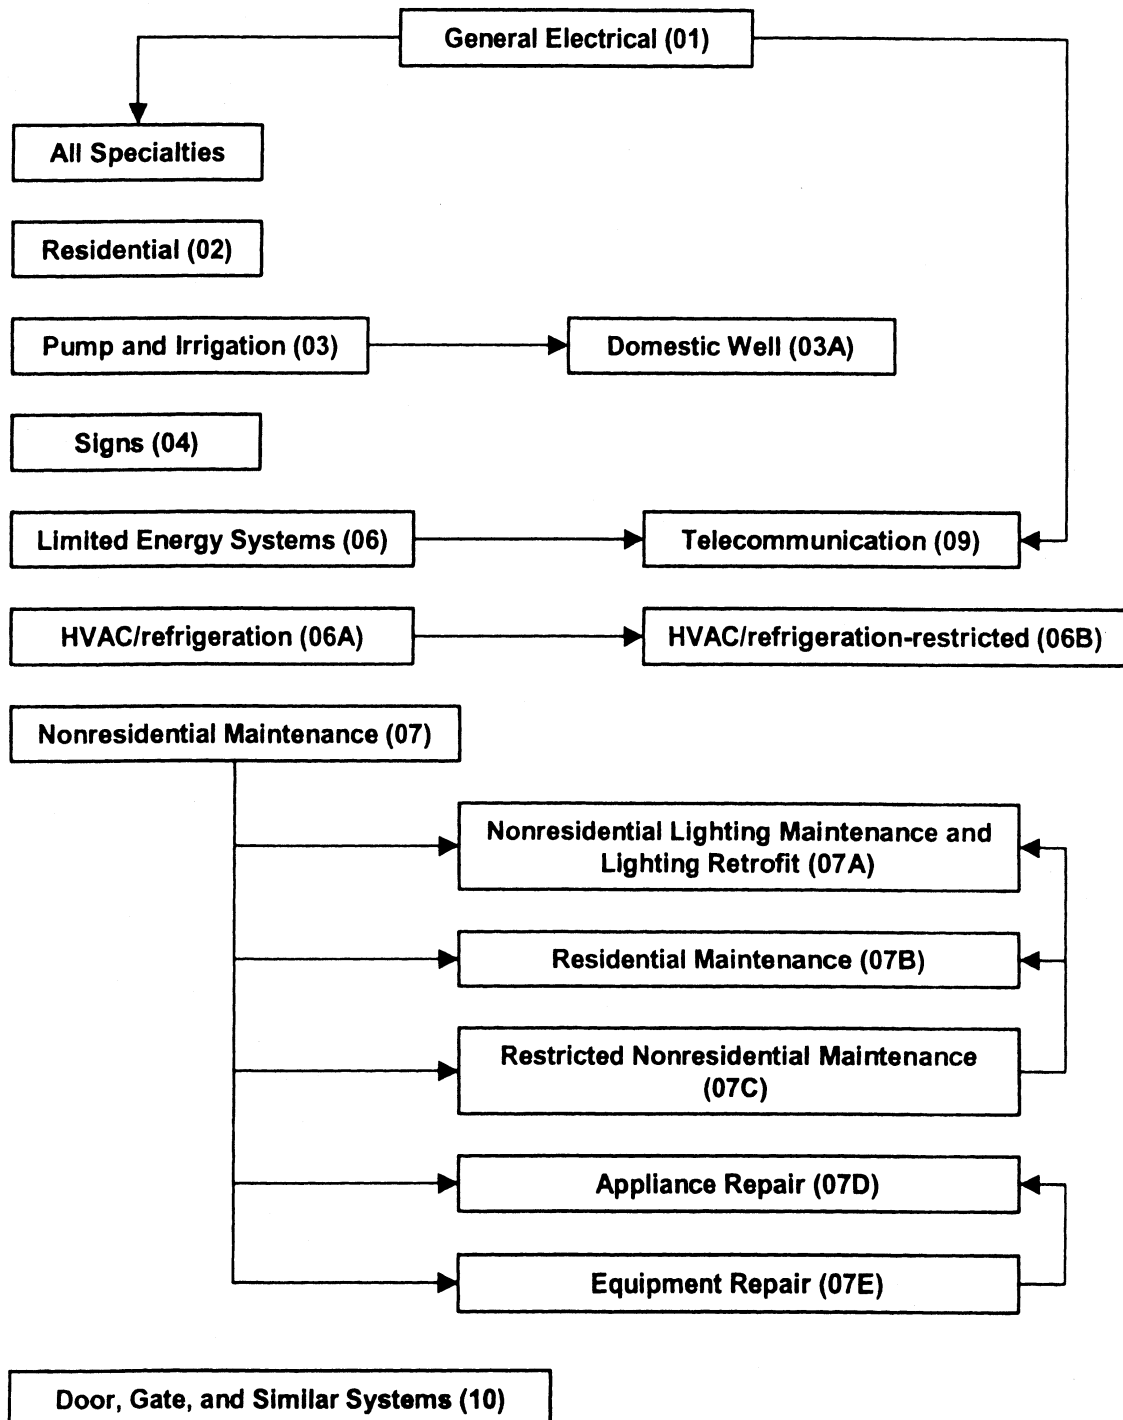 General Electrical (01)
All Specialties
Residential (02)
Pump and Irrigation (03)
Domestic Well (03A)
Signs (04)
Limited Energy Systems (06)
Telecommunication (09)
HVAC/refrigeration (06A)
HVAC/refrigeration-restricted (06B)
Nonresidential Maintenance (07)
Nonresidential Lighting Maintenance and
Lighting Retrofit (07A)
Residential Maintenance (07B)
Restricted Nonresidential Maintenance
(07C)
Appliance Repair (07D)
Equipment Repair (07E)
Door, Gate, and Similar Systems (10)